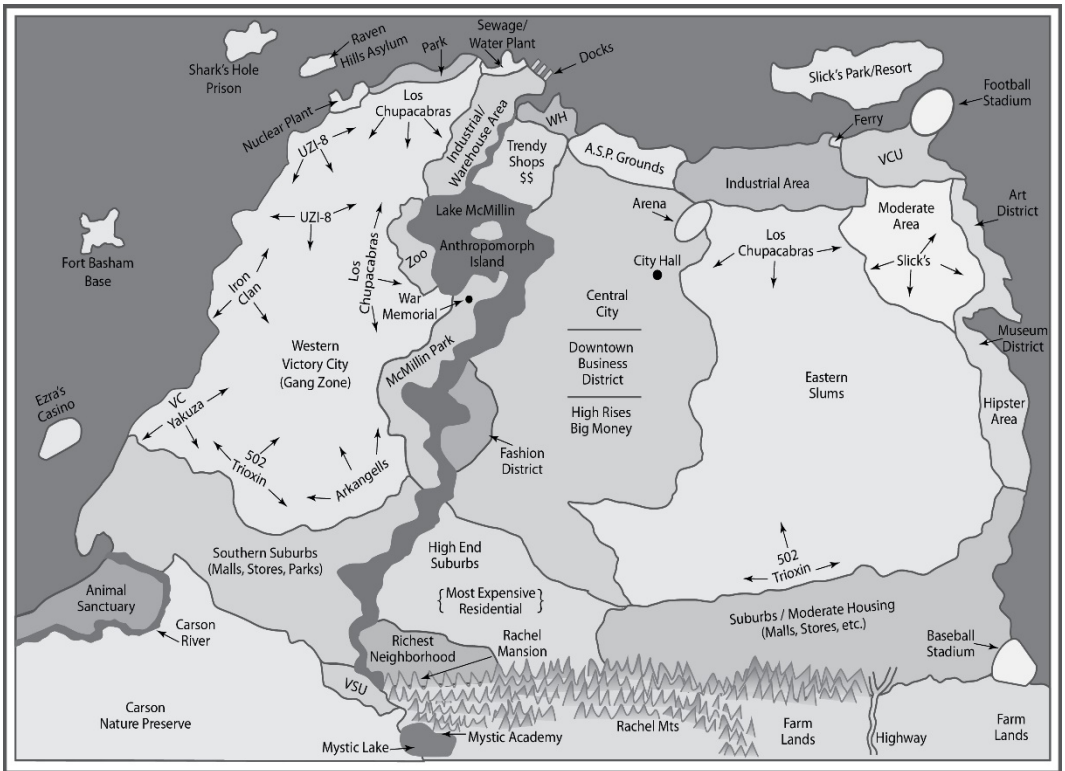 Shark's Hole
Prison
Raven
Hills Asylum
Park
Sewage/
Water Plant
Docks
Slick's Park/Resort
Football
Stadium
Nuclear Plant
Los
Chupacabras
Industrial/
Warehouse Area
WH
Trendy
Shops
$$
A.S.P. Grounds
Ferry
VCU
Industrial Area
UZI-8
UZI-8
Fort Basham
Base
Iron
Clan
Los
Chupacabras
Zoo
Lake McMillin
Anthropomorph
Island
War
Memorial
Arena
City Hall
Los
Chupacabras
Moderate
Area
Slick's
Art
District
Museum
District
Central
City
Downtown
Business
District
High Rises
Big Money
Western
Victory City
(Gang Zone)
McMillin Park
Eastern
Slums
Hipster
Area
Ezra's
Casino
VC
Yakuza
502
Trioxin
Arkangells
Fashion
District
Southern Suburbs
(Malls, Stores, Parks)
High End
Suburbs
{Most Expensive
Residential}
502
Trioxin
Suburbs / Moderate Housing
(Malls, Stores, etc.)
Baseball
Stadium
Animal
Sanctuary
Carson
River
Richest
Neighborhood
Rachel
Mansion
VSU
Carson
Nature Preserve
Mystic Lake
Mystic Academy
Rachel Mts
Farm
Lands
Highway
Farm
Lands